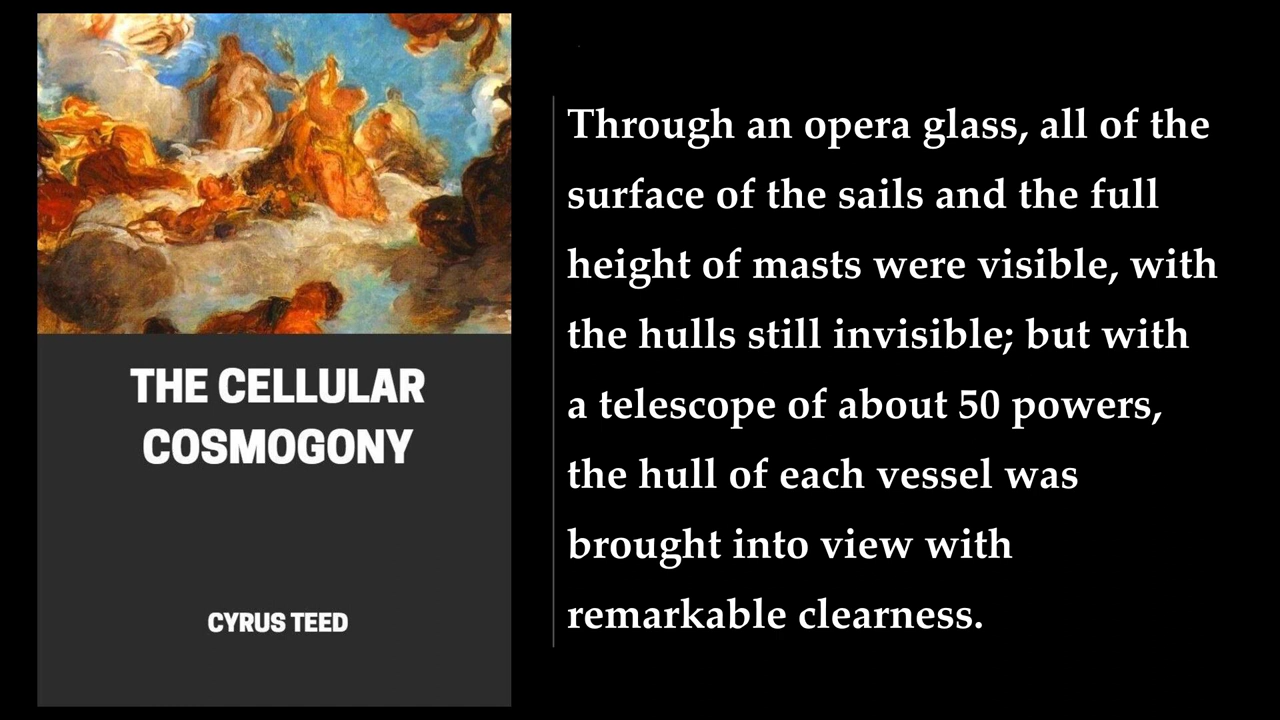 THE CELLULAR
COSMOGONY
CYRUS TEED
Through an opera glass, all of the
surface of the sails and the full
height of masts were visible, with
the hulls still invisible; but with
a telescope of about 50 powers,
the hull of each vessel was
brought into view with
remarkable clearness.